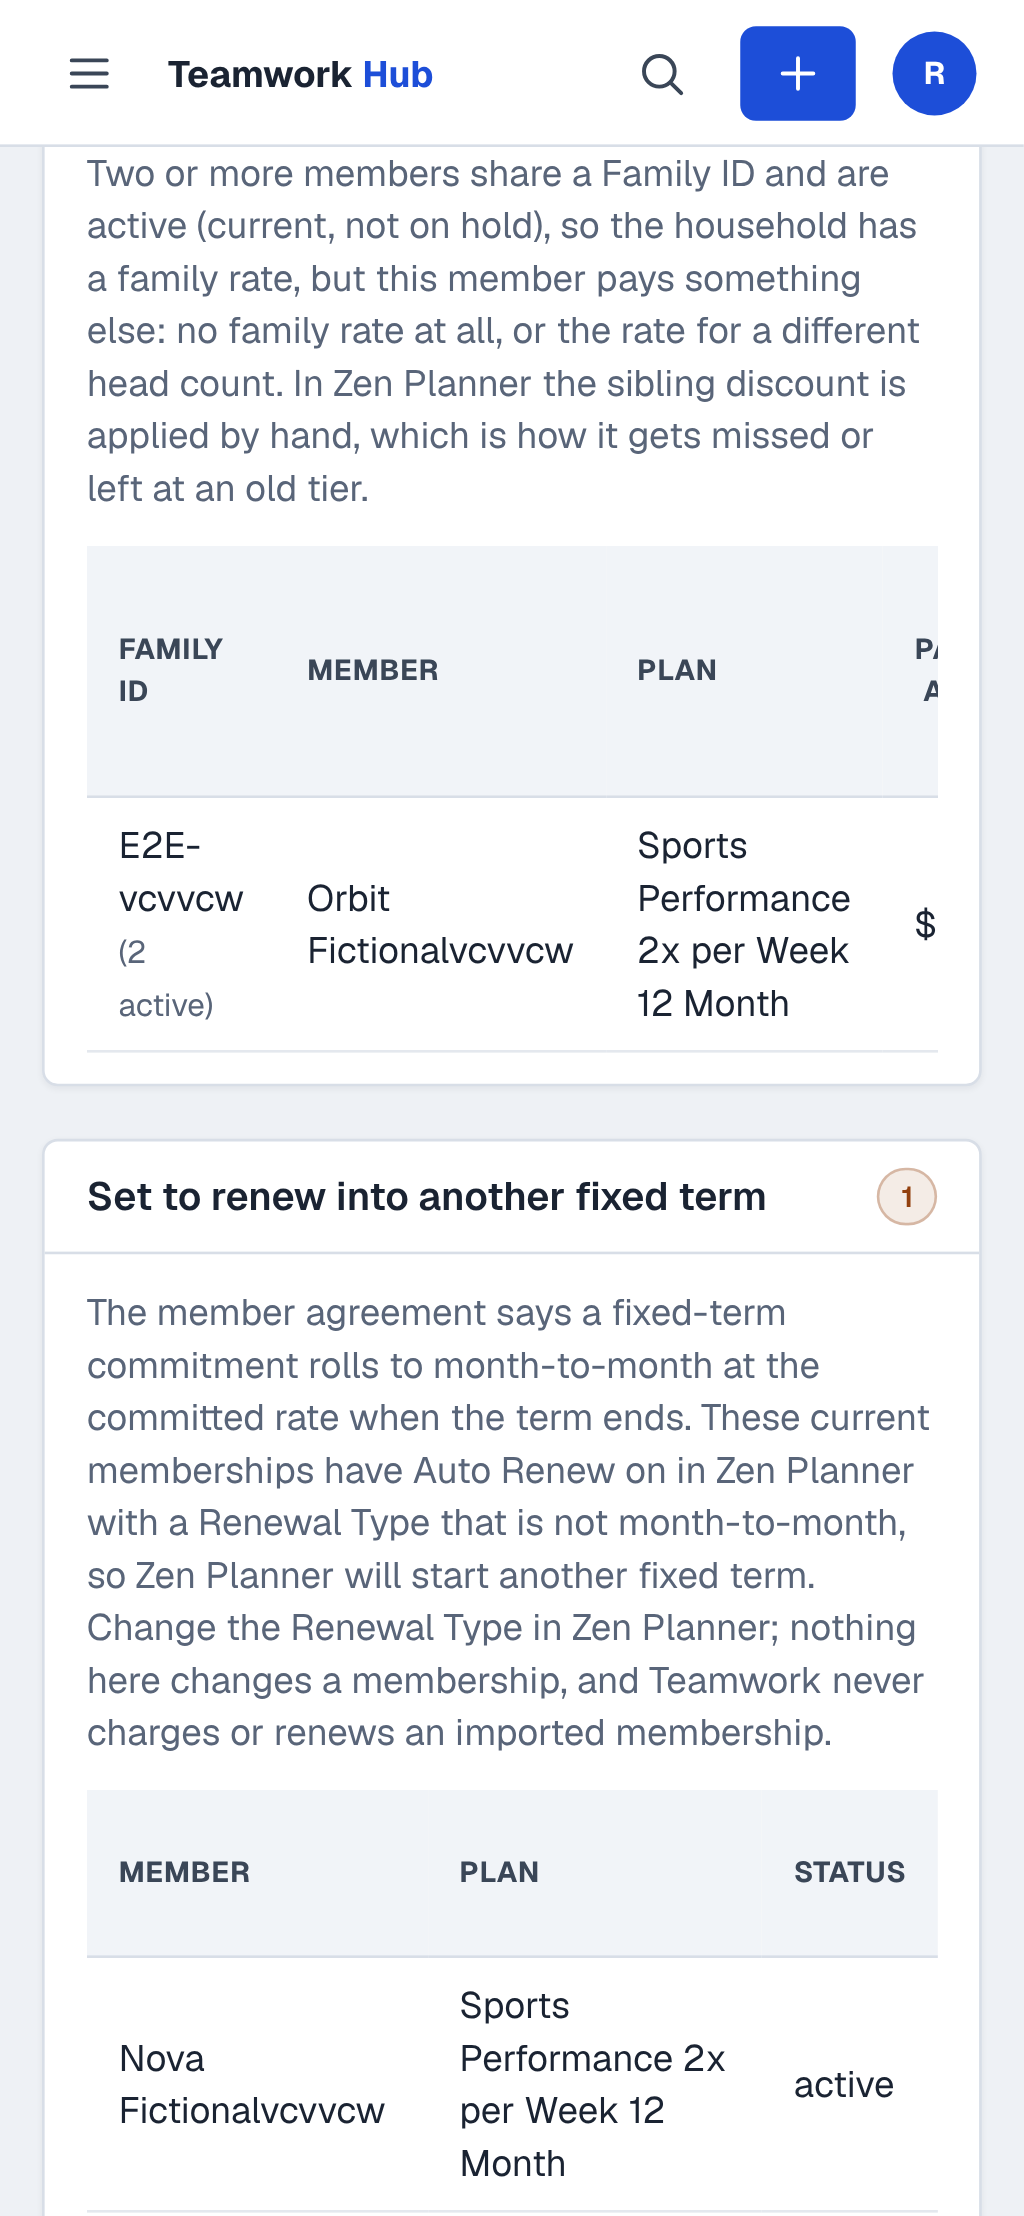 Teamwork Hub
R
Two or more members share a Family ID and are
active (current, not on hold), so the household has
a family rate, but this member pays something
else: no family rate at all, or the rate for a different
head count. In Zen Planner the sibling discount is
applied by hand, which is how it gets missed or
left at an old tier.
FAMILY ID
MEMBER
PLAN
E2E-
vcvvcw
(2
active)
Orbit
Fictionalvcvvcw
Sports
Performance
2x per Week
12 Month
$
Set to renew into another fixed term
1
The member agreement says a fixed-term
commitment rolls to month-to-month at the
committed rate when the term ends. These current
memberships have Auto Renew on in Zen Planner
with a Renewal Type that is not month-to-month,
so Zen Planner will start another fixed term.
Change the Renewal Type in Zen Planner; nothing
here changes a membership, and Teamwork never
charges or renews an imported membership.
MEMBER
PLAN
STATUS
Nova
Fictionalvcvvcw
Sports
Performance 2x
per Week 12
Month
active